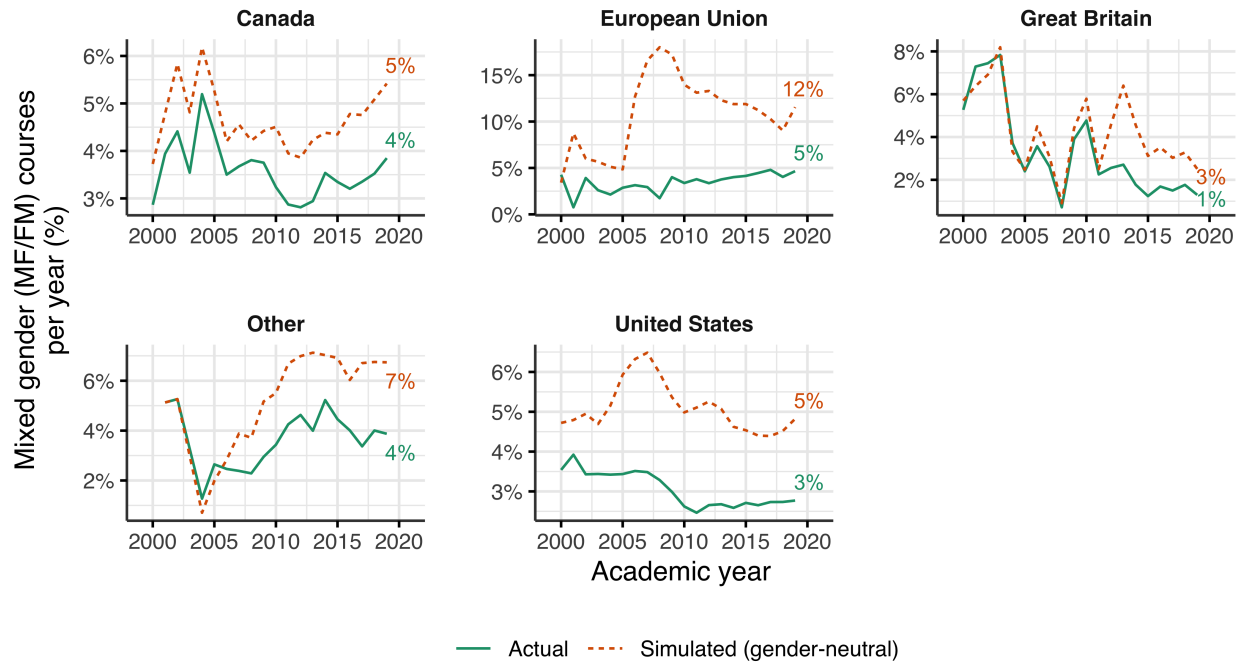 Canada
European Union
Great Britain
6%
5%
4%
3%
5%
4%
2000 2005 2010 2015 2020
15%
10%
5%
0%
12%
5%
2000 2005 2010 2015 2020
8%
6%
4%
2%
3%
1%
2000 2005 2010 2015 2020
Mixed gender (MF/FM) courses
per year (%)
Other
United States
6%
4%
2%
7%
4%
2000 2005 2010 2015 2020
6%
5%
4%
3%
5%
3%
2000 2005 2010 2015 2020
Academic year
Actual
Simulated (gender-neutral)